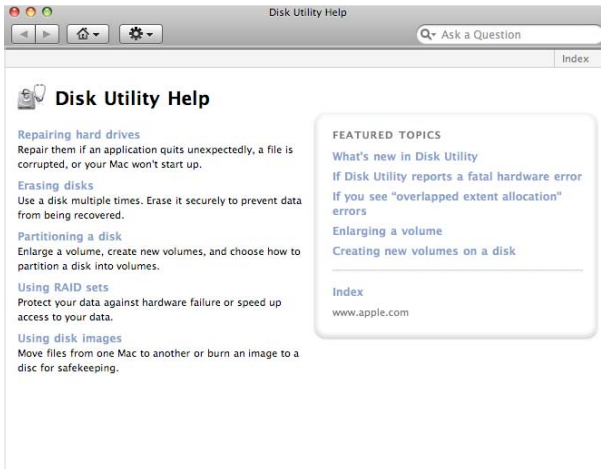 Disk Utility Help
Ask a Question
Index
Disk Utility Help
Repairing hard drives
Repair them if an application quits unexpectedly, a file is
corrupted, or your Mac won't start up.
Erasing disks
Use a disk multiple times. Erase it securely to prevent data
from being recovered.
Partitioning a disk
Enlarge a volume, create new volumes, and choose how to
partition a disk into volumes.
Using RAID sets
Protect your data against hardware failure or speed up
access to your data.
Using disk images
Move files from one Mac to another or burn an image to a
disc for safekeeping.
FEATURED TOPICS
What's new in Disk Utility
If Disk Utility reports a fatal hardware error
If you see “overlapped extent allocation”
errors
Enlarging a volume
Creating new volumes on a disk
Index
www.apple.com